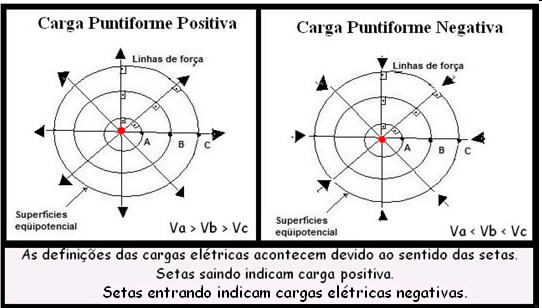 Carga Puntiforme Positiva
Linhas de força
A B C
Superfícies
eqüipotencial
Va > Vb > Vc
Carga Puntiforme Negativa
Linhas de força
A B C
Superfícies
eqüipotencial
Va < Vb < Vc
As definições das cargas elétricas acontecem devido ao sentido das setas.
Setas saindo indicam carga positiva.
Setas entrando indicam cargas elétricas negativas.